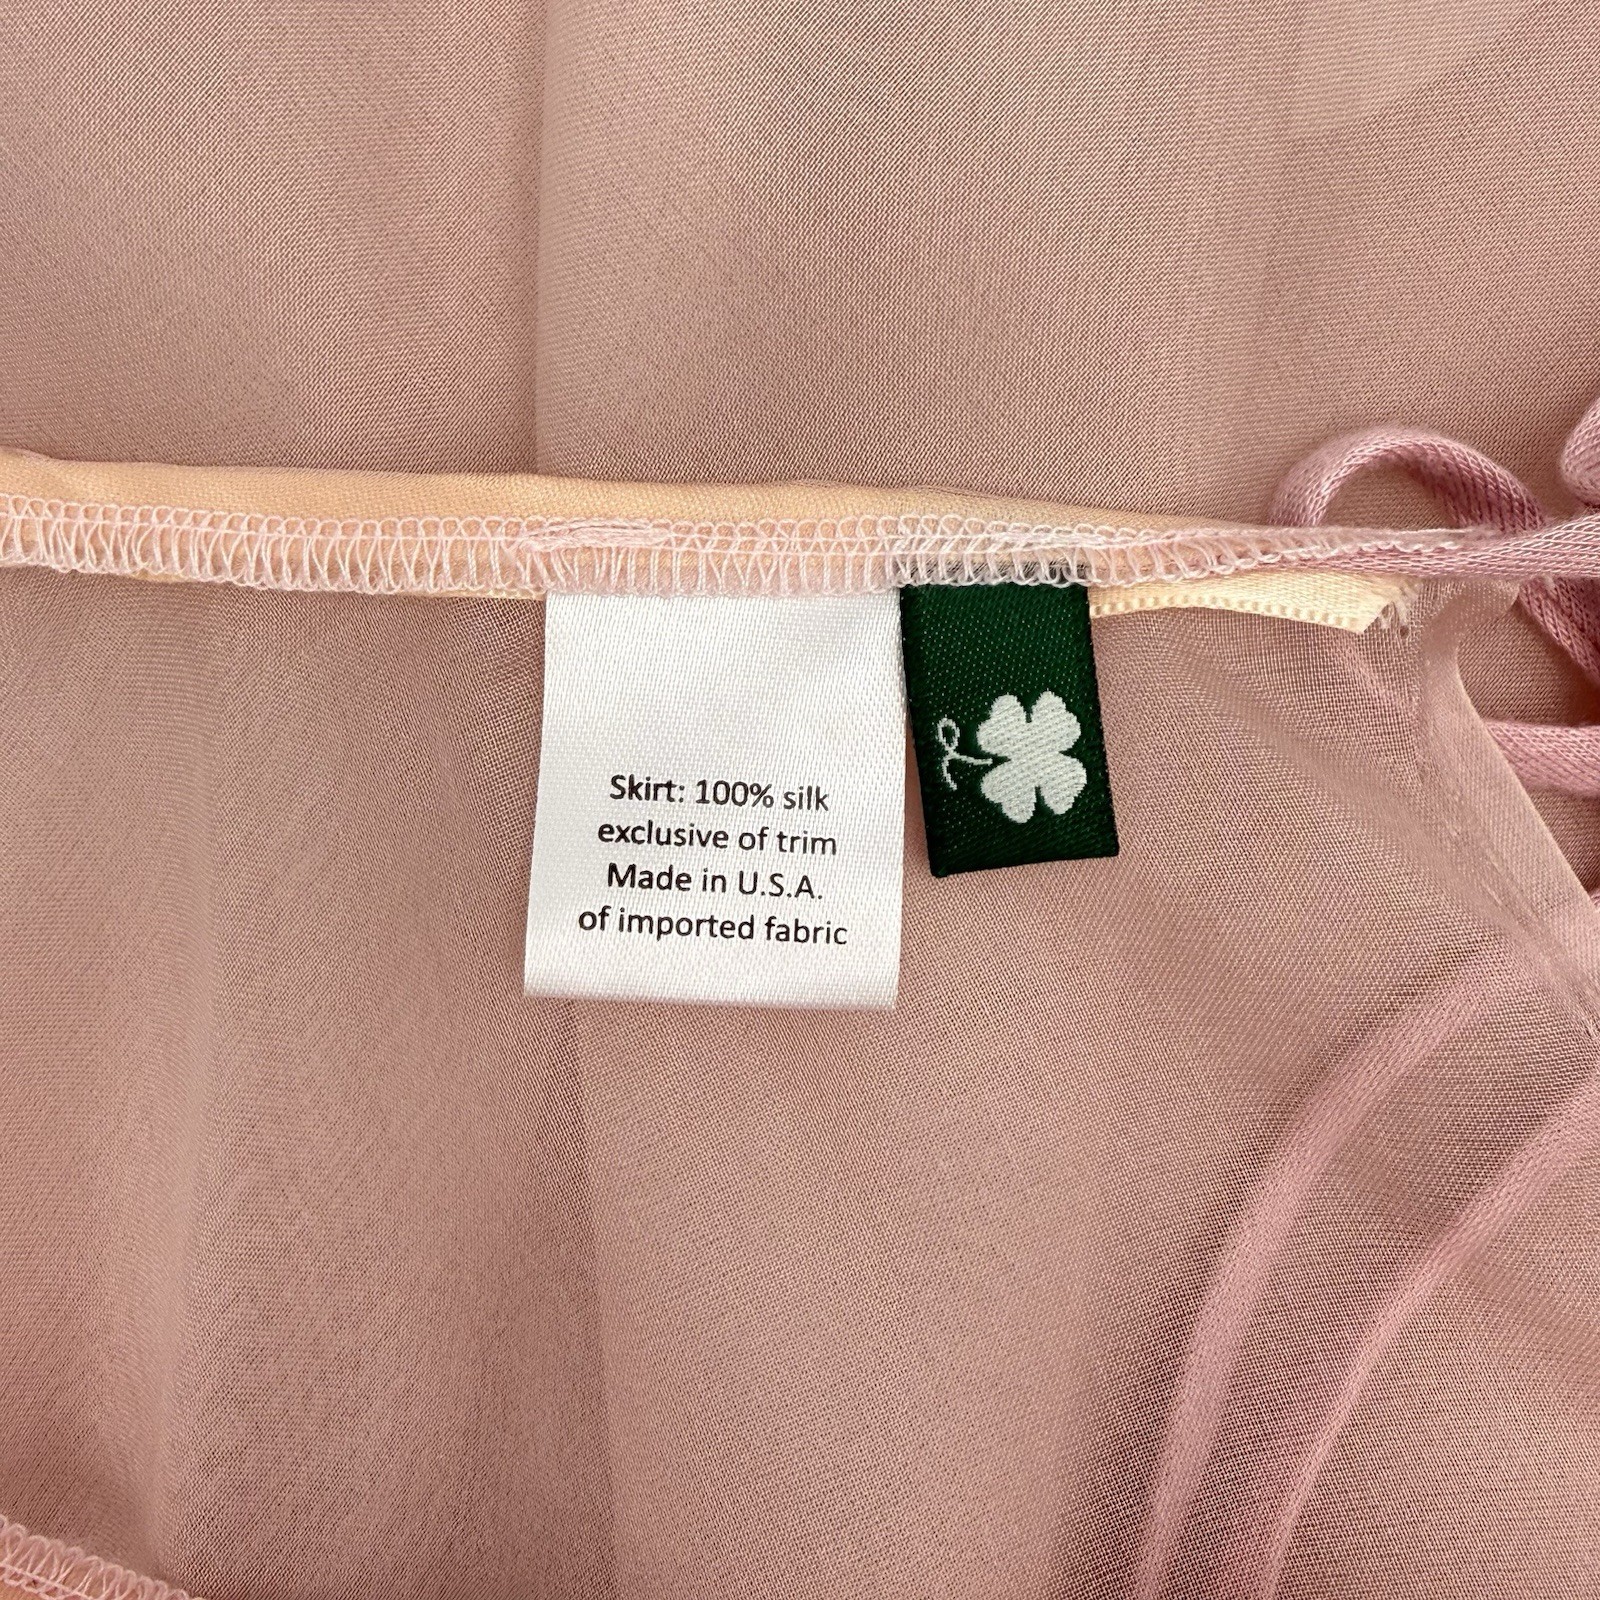 Skirt: 100% silk
exclusive of trim
Made in U.S.A.
of imported fabric